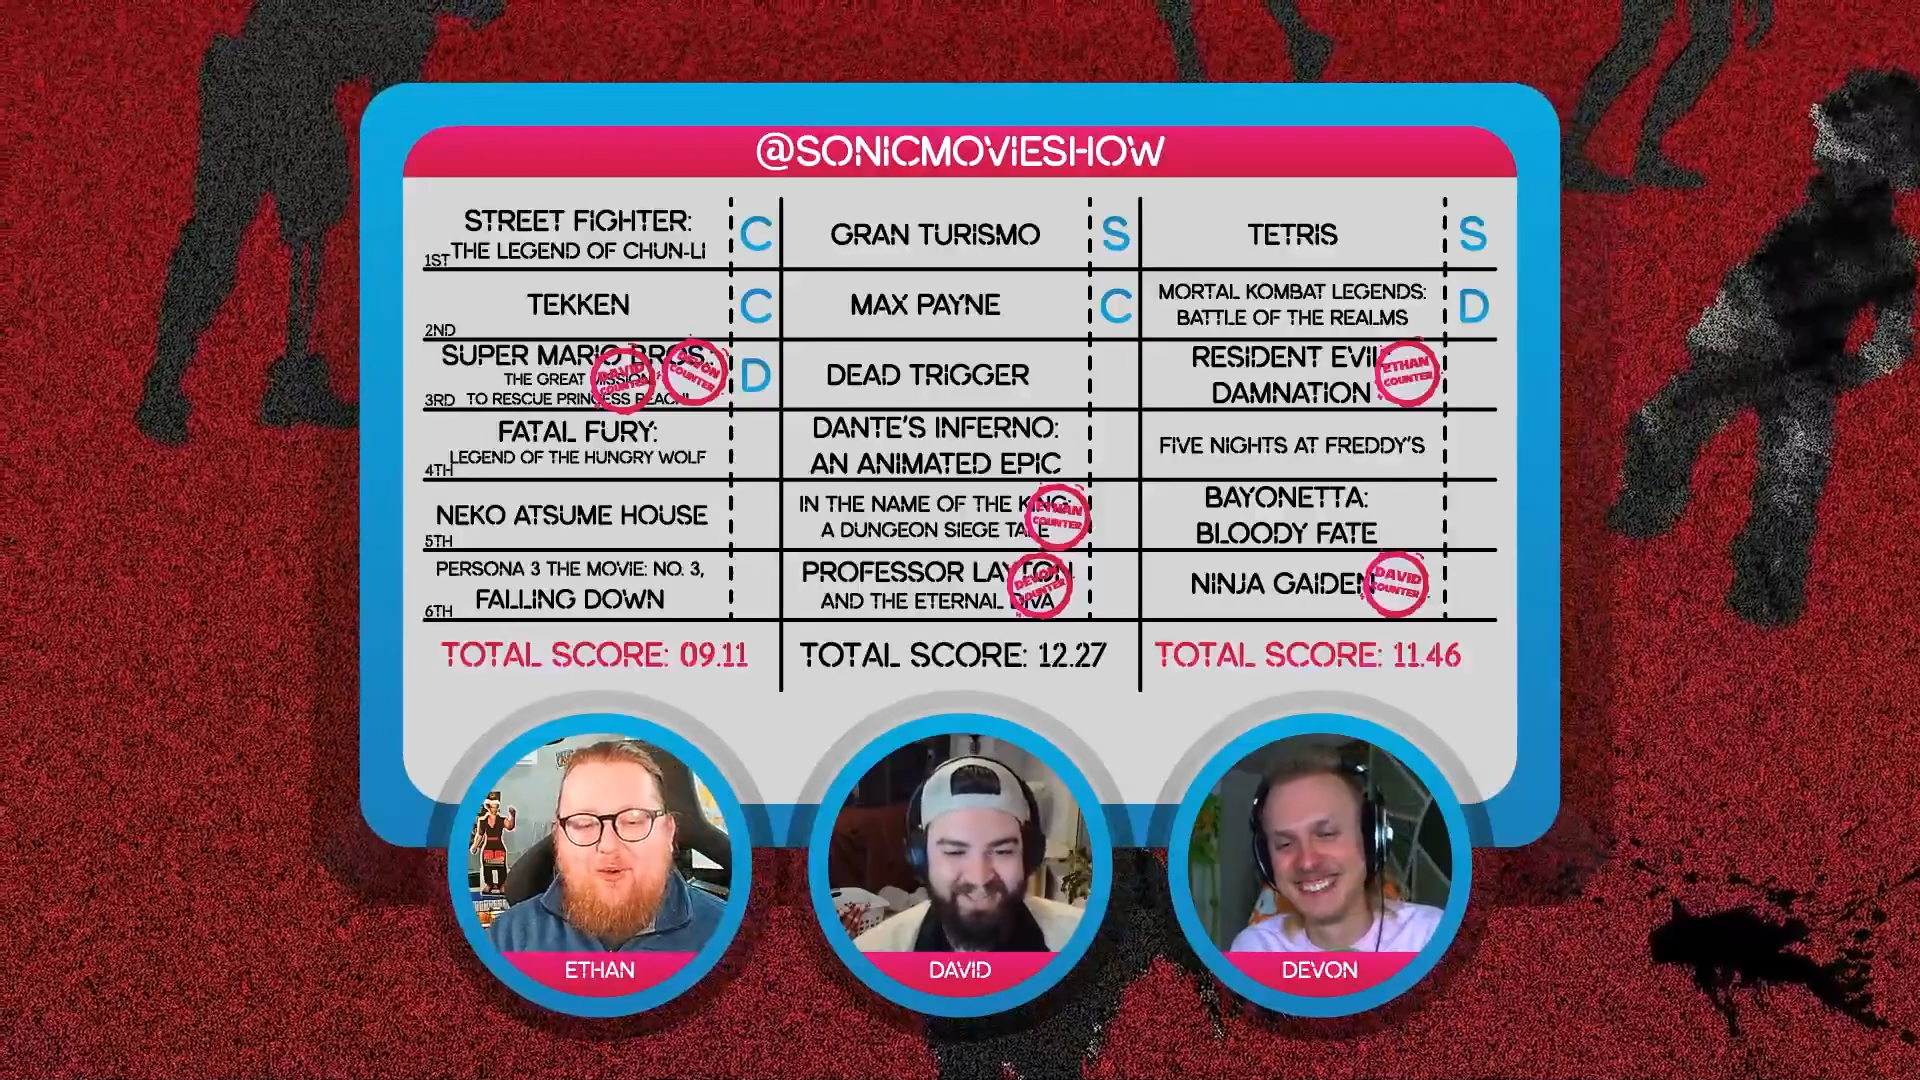 @SONICMOVIESHOW
STREET FIGHTER:
THE LEGEND OF CHUN-LI
1ST
C
GRAN TURISMO
S
TETRIS
S
TEKKEN
2ND
C
MAX PAYNE
C
MORTAL KOMBAT LEGENDS:
BATTLE OF THE REALMS
D
SUPER MARIO BROS.:
THE GREAT MISSION
TO RESCUE PRINCESS PEACH!
3RD
DAVID
COUNTER
DEVON
COUNTER
D
DEAD TRIGGER
RESIDENT EVIL
DAMNATION
ETHAN
COUNTER
FATAL FURY:
LEGEND OF THE HUNGRY WOLF
4TH
DANTE'S INFERNO:
AN ANIMATED EPIC
FIVE NIGHTS AT FREDDY'S
NEKO ATSUME HOUSE
5TH
IN THE NAME OF THE KING:
A DUNGEON SIEGE TALE
ETHAN
COUNTER
BAYONETTA:
BLOODY FATE
PERSONA 3 THE MOVIE: NO. 3,
FALLING DOWN
6TH
PROFESSOR LAYTON
AND THE ETERNAL DIVA
DEVON
COUNTER
NINJA GAIDEN
DAVID
COUNTER
TOTAL SCORE: 09.11
TOTAL SCORE: 12.27
TOTAL SCORE: 11.46
ETHAN
DAVID
DEVON